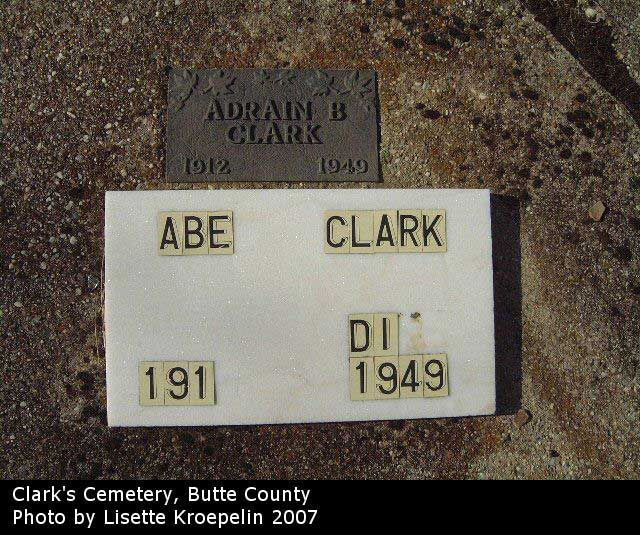 ADRAIN B
CLARK
1912 1949
ABE CLARK
DI
191 1949
Clark's Cemetery, Butte County
Photo by Lisette Kroepelin 2007